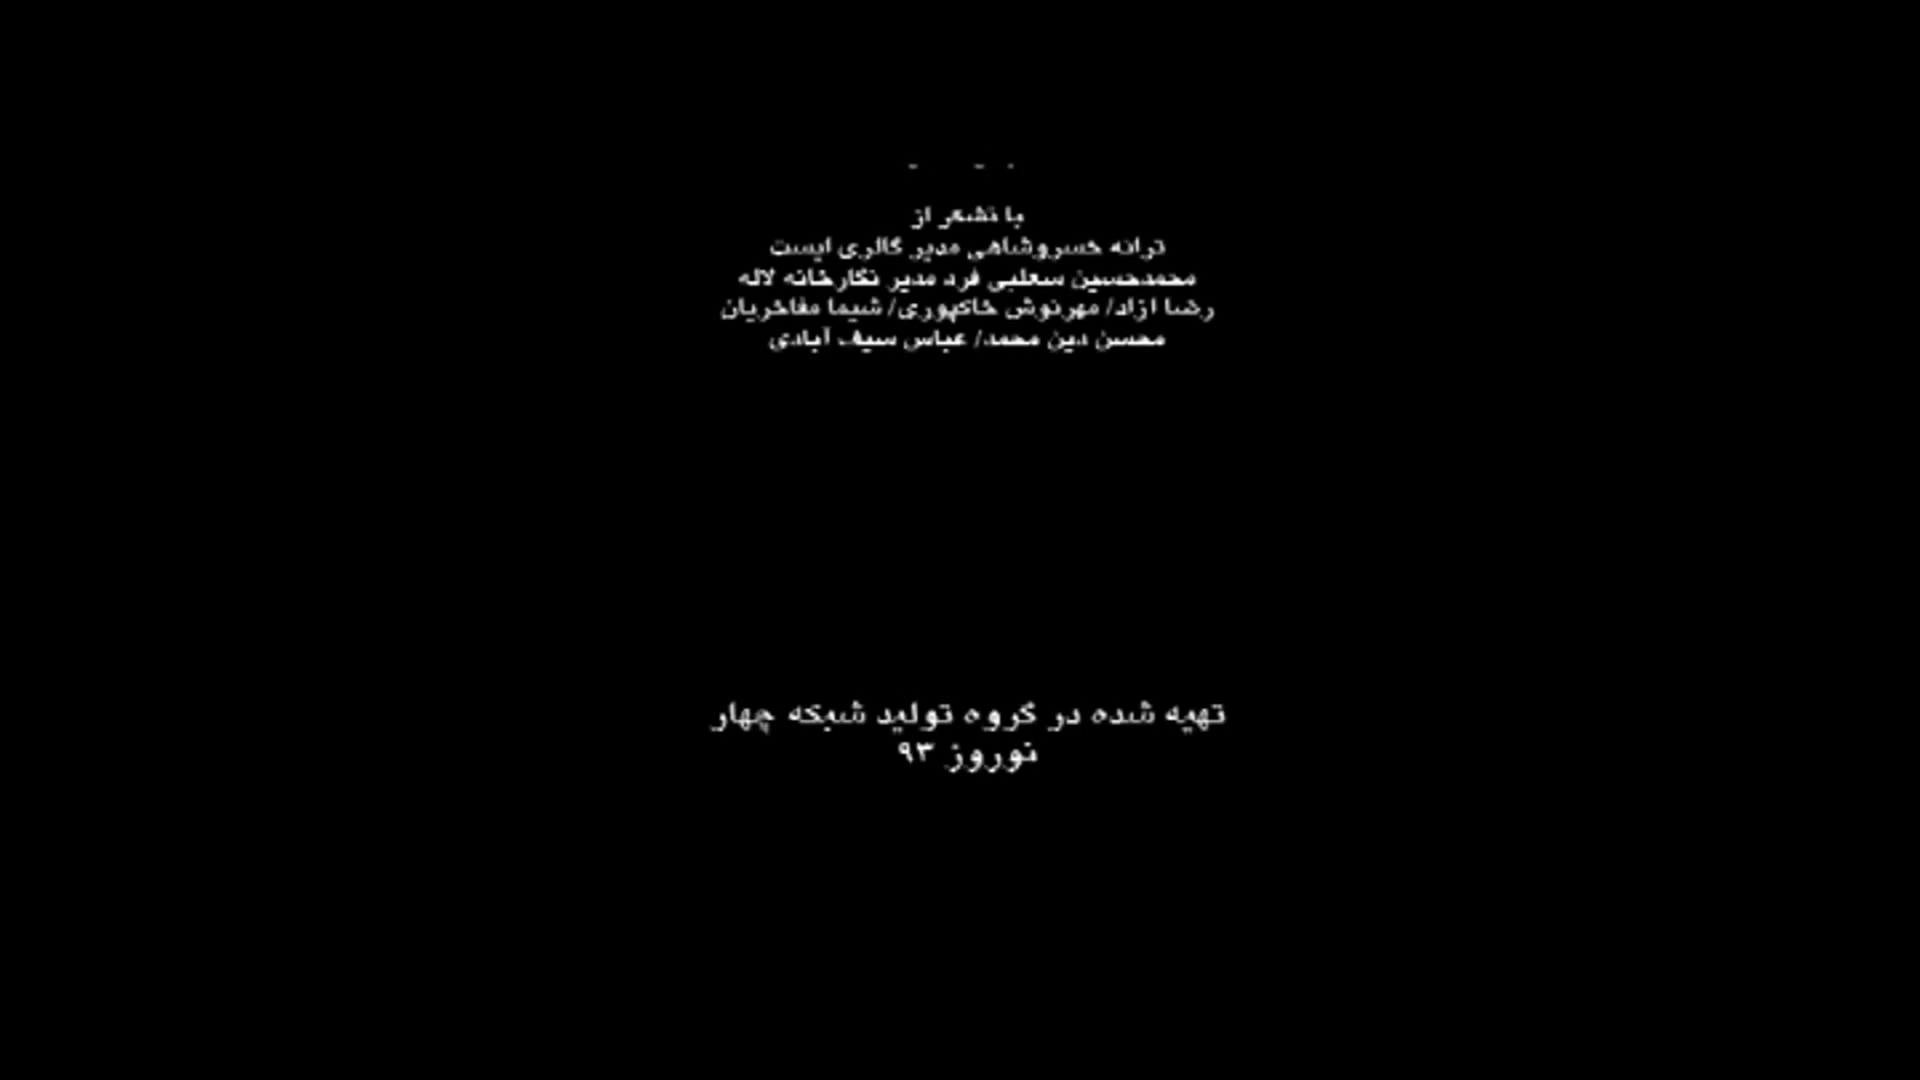 با تشکر از
ترانه خسروشاهی مدیر گالری ایست
محمدحسین سعلبی فرد مدیر نگارخانه لاله
رضا ازاد/ مهرنوش خاکپوری/ شیما مفاخریان
محسن دین محمد/ عباس سیف آبادی
تهیه شده در گروه تولید شبکه چهار
نوروز ۹۳